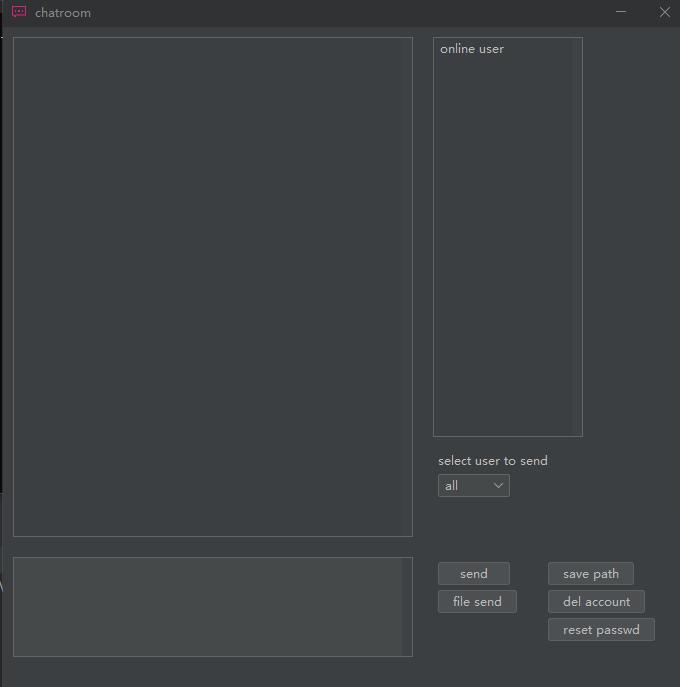 chatroom
online user
select user to send
all
send
save path
file send
del account
reset passwd